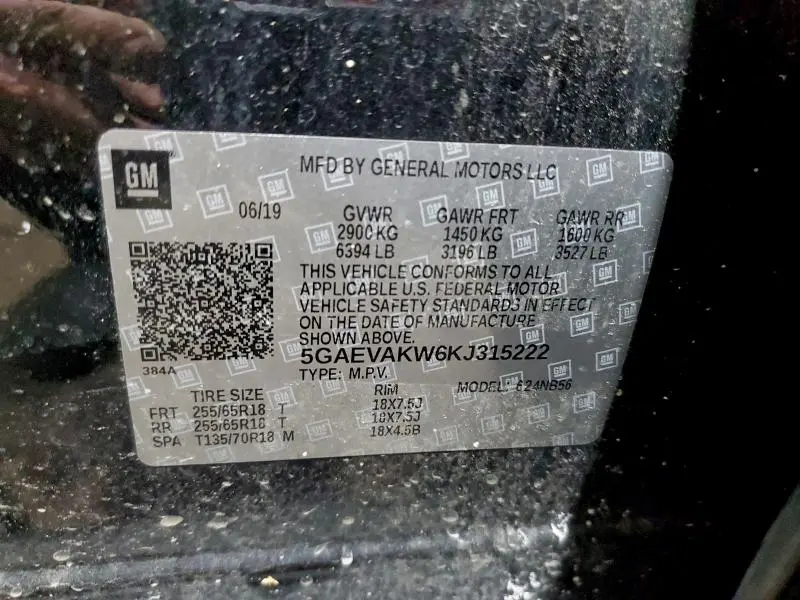 GM
MFD BY GENERAL MOTORS LLC
06/19
GVWR GAWR FRT GAWR RR
2900 KG 1450 KG 1600 KG
6394 LB 3196 LB 3527 LB
THIS VEHICLE CONFORMS TO ALL
APPLICABLE U.S. FEDERAL MOTOR
VEHICLE SAFETY STANDARDS IN EFFECT
ON THE DATE OF MANUFACTURE
SHOWN ABOVE.
5GAEVAKW6KJ315222
384A
TYPE: M.P.V. MODEL: 624NB56
TIRE SIZE RIM
FRT 255/65R18 T 18X7.5J
RR 255/65R18 T 18X7.5J
SPA T135/70R18 M 18X4.5B